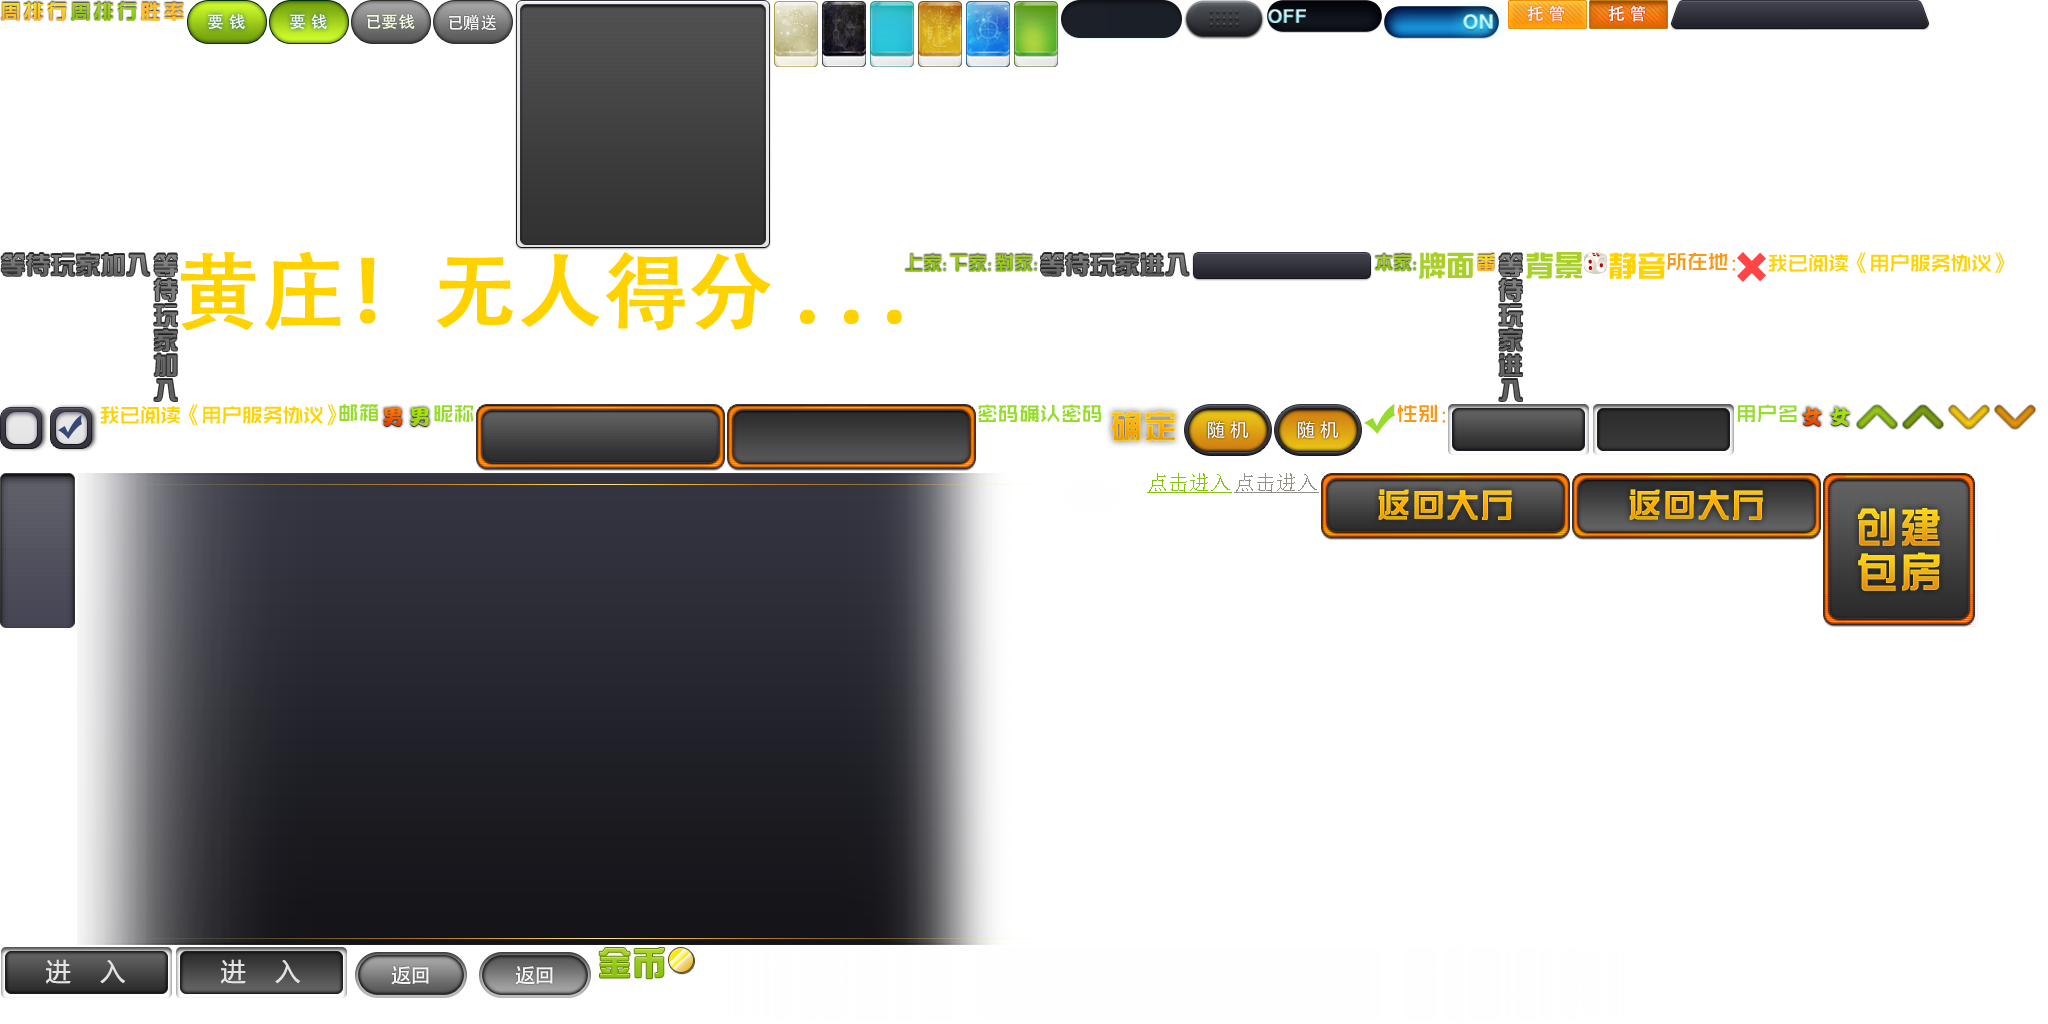 周排行 周排行 胜率 要钱 要钱 已要钱 已赠送 OFF ON 托管 托管
等待玩家加入 等待玩家加入 黄庄！无人得分... 上家: 下家: 到家: 等待玩家进入 本家: 牌面 番 等待玩家进入 背景 静音 所在地: 我已阅读《用户服务协议》
我已阅读《用户服务协议》 邮箱 男 男 昵称 密码 确认密码 确定 随机 随机 性别: 用户名 女 女
点击进入 点击进入 返回大厅 返回大厅 创建包房
进入 进入 返回 返回 金币